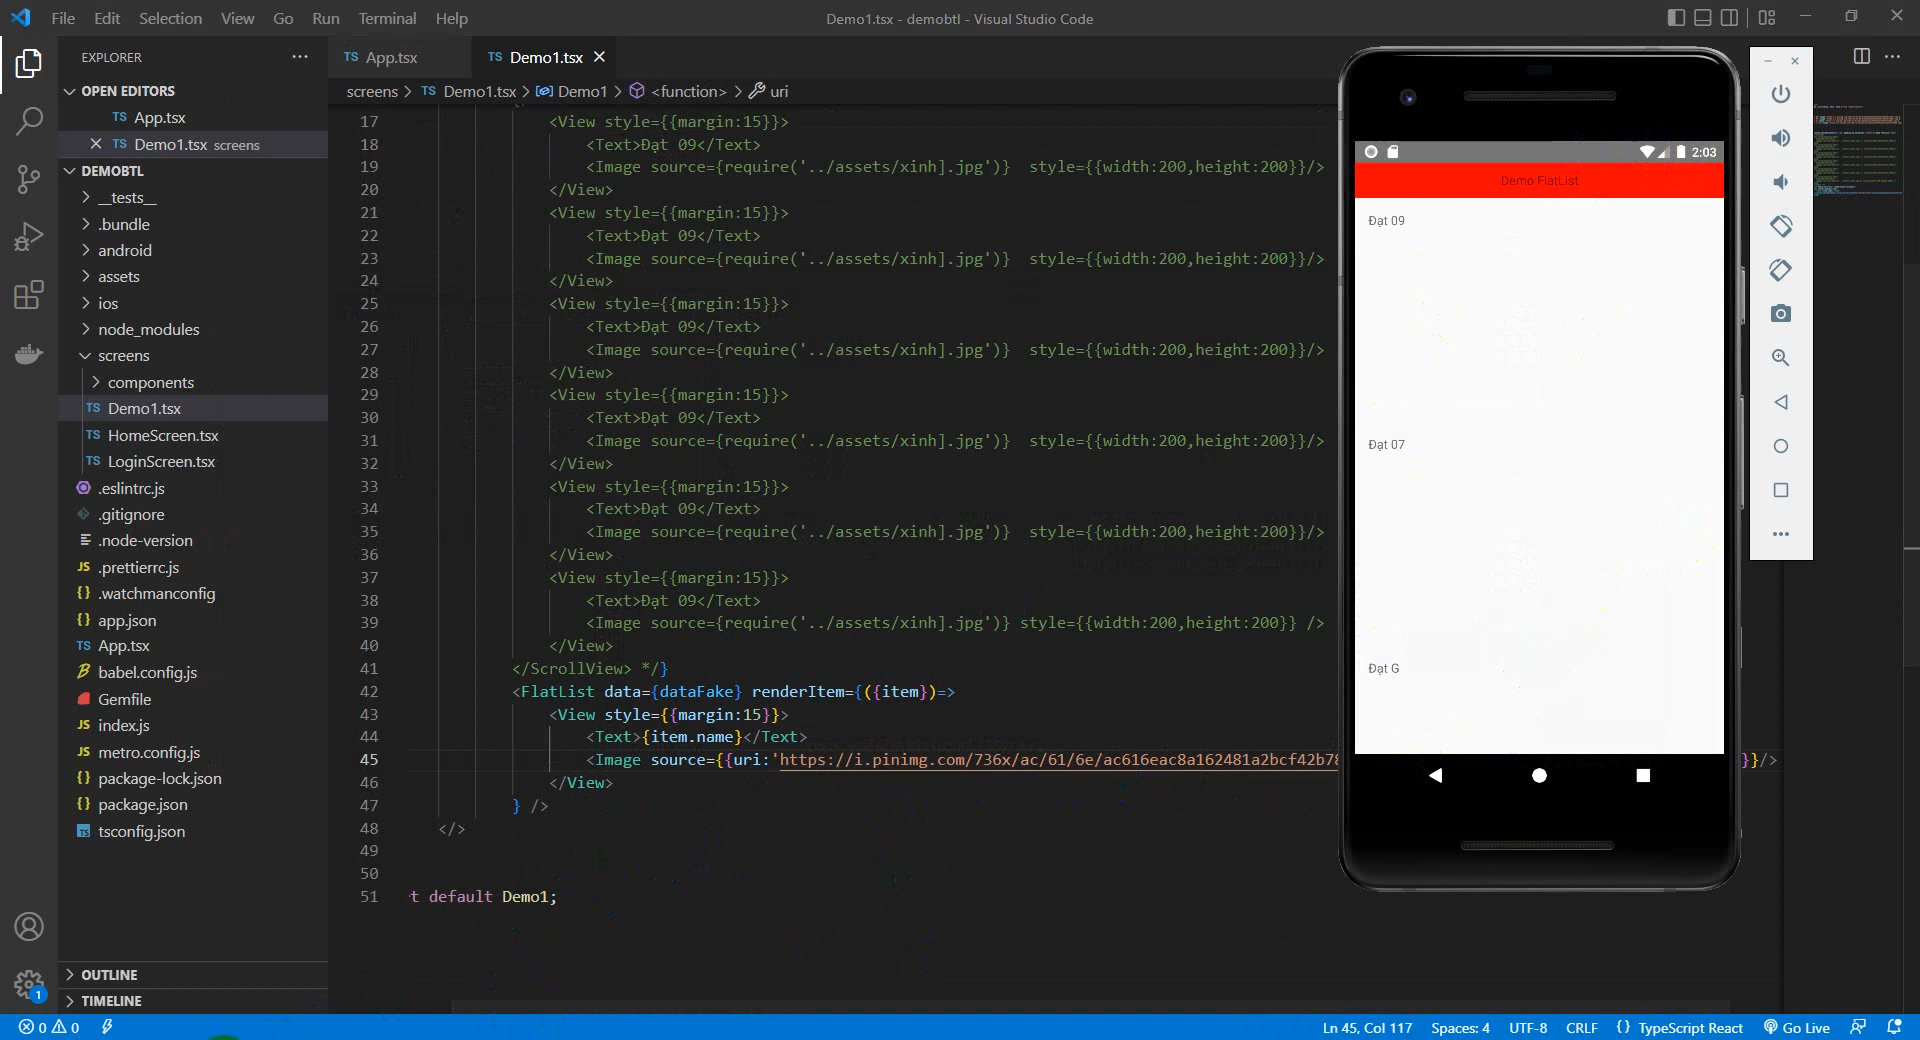 File Edit Selection View Go Run Terminal Help
Demo1.tsx - demobtl - Visual Studio Code
EXPLORER
OPEN EDITORS
TS App.tsx
TS Demo1.tsx screens
DEMOBTL
__tests__
.bundle
android
assets
ios
node_modules
screens
components
TS Demo1.tsx
TS HomeScreen.tsx
TS LoginScreen.tsx
.eslintrc.js
.gitignore
.node-version
JS .prettierrc.js
{} .watchmanconfig
{} app.json
TS App.tsx
babel.config.js
Gemfile
JS index.js
JS metro.config.js
{} package-lock.json
{} package.json
TS tsconfig.json
OUTLINE
TIMELINE
TS App.tsx
TS Demo1.tsx
screens > TS Demo1.tsx > Demo1 > <function> > uri
17 <View style={{margin:15}}>
18 <Text>Đạt 09</Text>
19 <Image source={require('../assets/xinh].jpg')} style={{width:200,height:200}}/>
20 </View>
21 <View style={{margin:15}}>
22 <Text>Đạt 09</Text>
23 <Image source={require('../assets/xinh].jpg')} style={{width:200,height:200}}/>
24 </View>
25 <View style={{margin:15}}>
26 <Text>Đạt 09</Text>
27 <Image source={require('../assets/xinh].jpg')} style={{width:200,height:200}}/>
28 </View>
29 <View style={{margin:15}}>
30 <Text>Đạt 09</Text>
31 <Image source={require('../assets/xinh].jpg')} style={{width:200,height:200}}/>
32 </View>
33 <View style={{margin:15}}>
34 <Text>Đạt 09</Text>
35 <Image source={require('../assets/xinh].jpg')} style={{width:200,height:200}}/>
36 </View>
37 <View style={{margin:15}}>
38 <Text>Đạt 09</Text>
39 <Image source={require('../assets/xinh].jpg')} style={{width:200,height:200}} />
40 </View>
41 </ScrollView> */}
42 <FlatList data={dataFake} renderItem={({item})=>
43 <View style={{margin:15}}>
44 <Text>{item.name}</Text>
45 <Image source={{uri:'https://i.pinimg.com/736x/ac/61/6e/ac616eac8a162481a2bcf42b78 }}/>
46 </View>
47 } />
48 </>
49
50
51 t default Demo1;
2:03
Demo FlatList
Đạt 09
Đạt 07
Đạt G
1
0 0
Ln 45, Col 117 Spaces: 4 UTF-8 CRLF {} TypeScript React Go Live